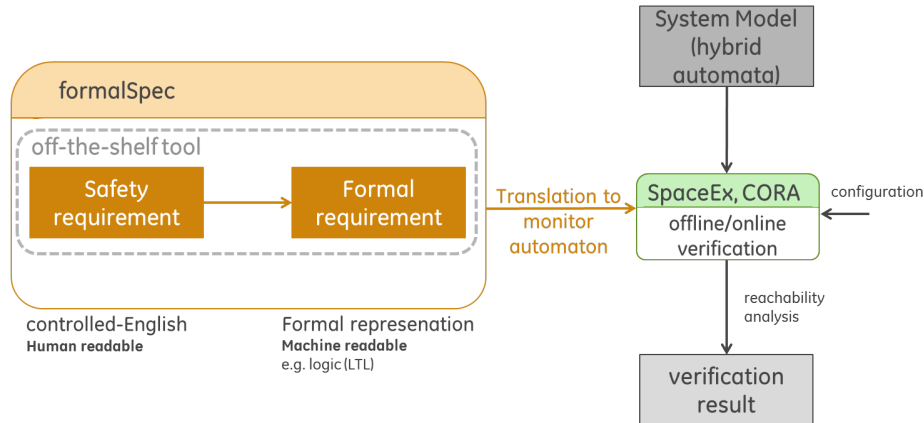 System Model
(hybrid
automata)
formalSpec
off-the-shelf tool
Safety
requirement
Formal
requirement
Translation to
monitor
automaton
SpaceEx, CORA
offline/online
verification
configuration
reachability
analysis
controlled-English
Human readable
Formal represenation
Machine readable
e.g. logic (LTL)
verification
result